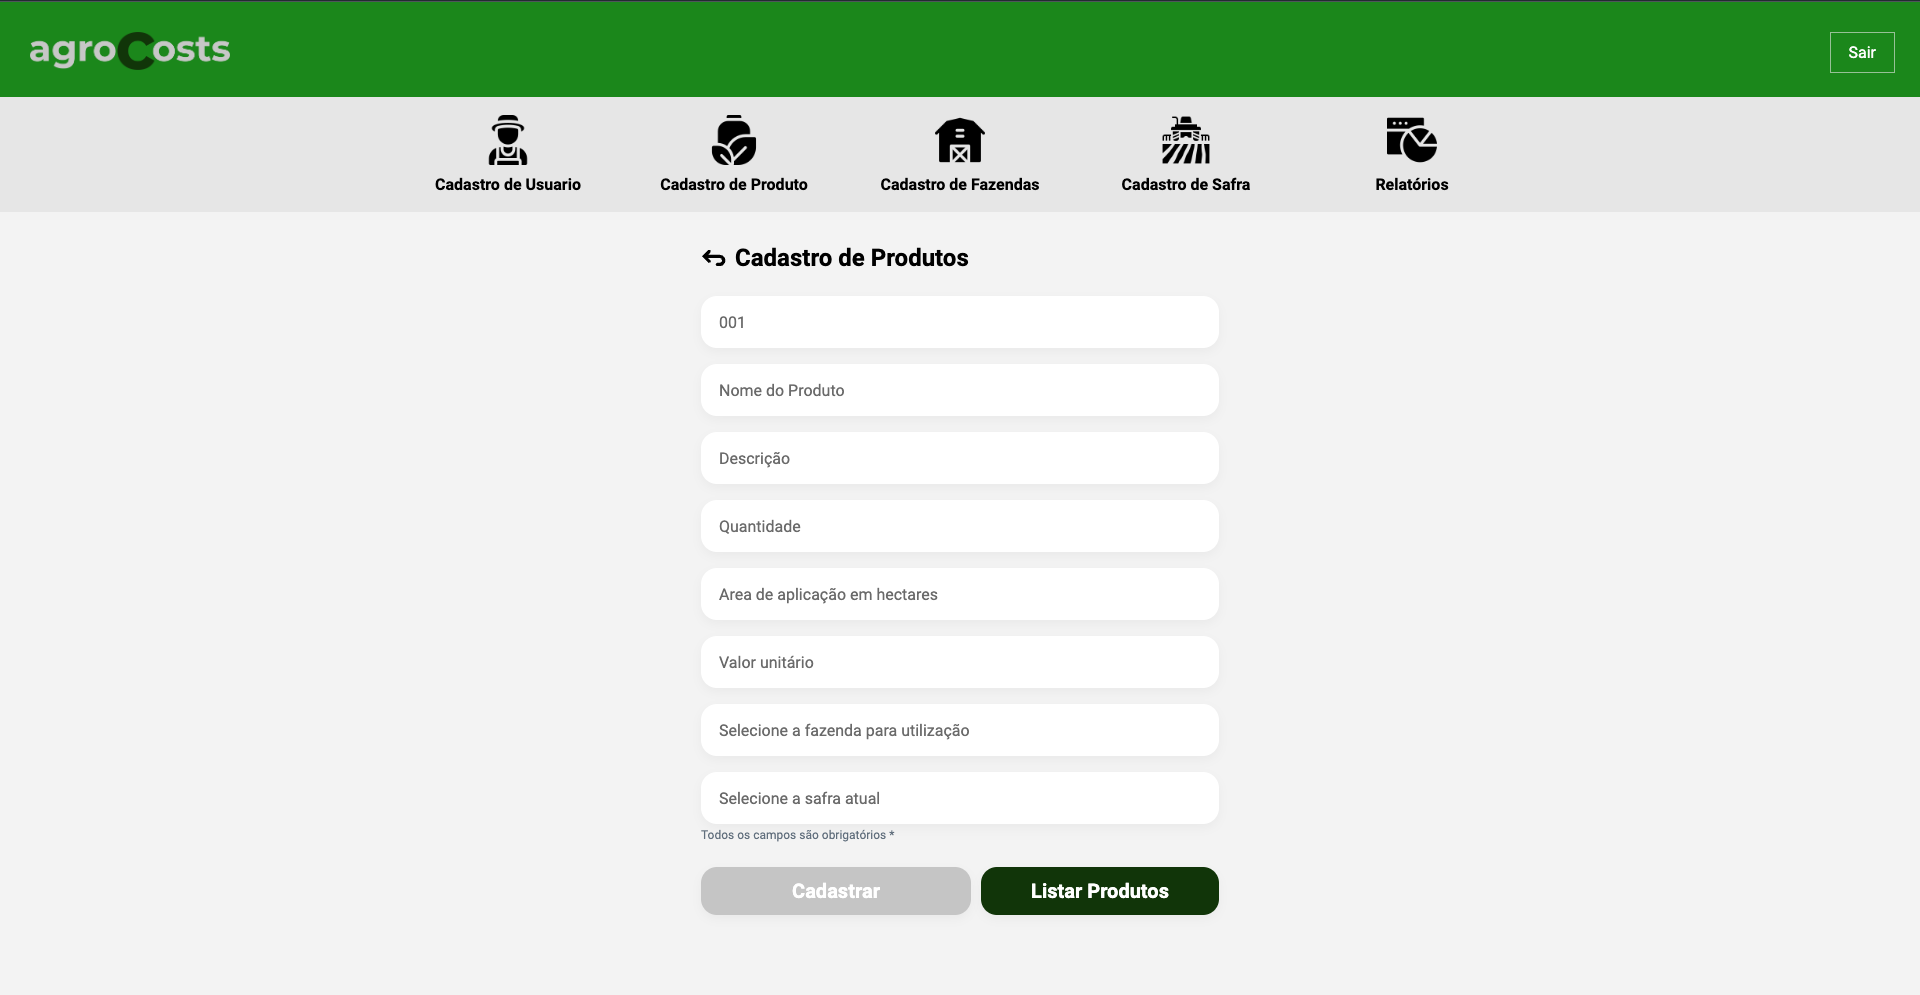 agroCosts
Sair
Cadastro de Usuario
Cadastro de Produto
Cadastro de Fazendas
Cadastro de Safra
Relatórios
Cadastro de Produtos
001
Nome do Produto
Descrição
Quantidade
Area de aplicação em hectares
Valor unitário
Selecione a fazenda para utilização
Selecione a safra atual
Todos os campos são obrigatórios *
Cadastrar
Listar Produtos